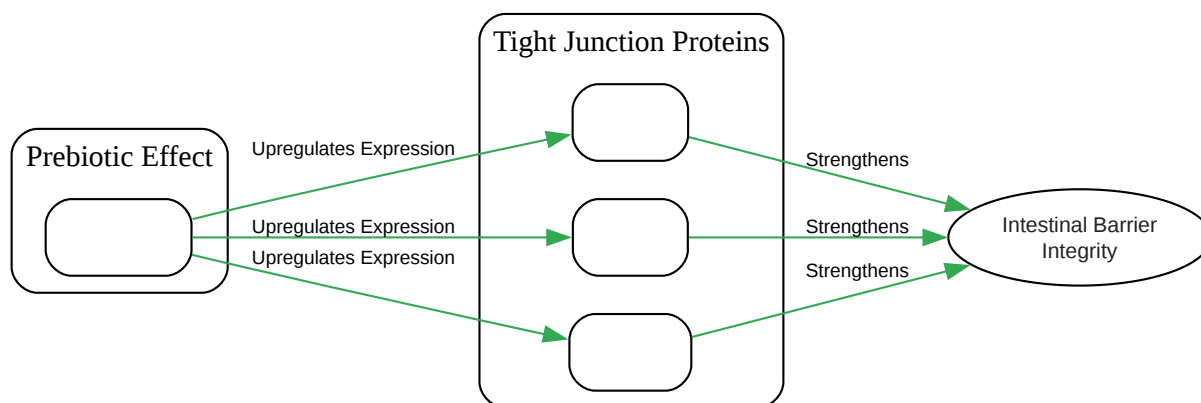 Tight Junction Proteins
Prebiotic Effect
Upregulates Expression
Upregulates Expression
Upregulates Expression
Strengthens
Strengthens
Strengthens
Intestinal Barrier
Integrity